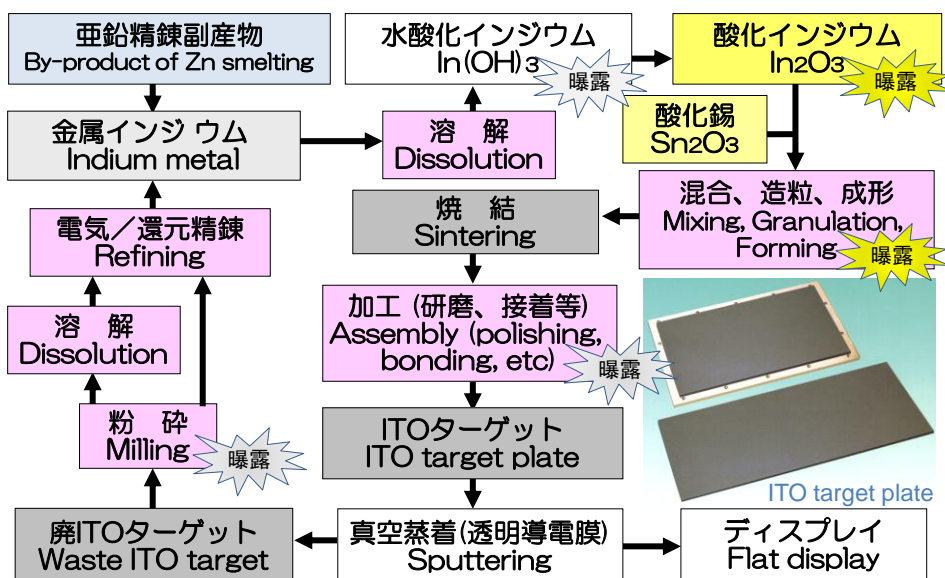 亜鉛精錬副産物
By-product of Zn smelting
水酸化インジウム
In(OH)3
曝露
酸化インジウム
In2O3
曝露
金属インジ ウム
Indium metal
溶 解
Dissolution
酸化錫
Sn2O3
電気/還元精錬
Refining
焼 結
Sintering
混合、造粒、成形
Mixing, Granulation,
Forming
曝露
溶 解
Dissolution
加工 (研磨、接着等)
Assembly (polishing,
bonding, etc)
曝露
粉 砕
Milling
曝露
ITOターゲット
ITO target plate
ITO target plate
廃ITOターゲット
Waste ITO target
真空蒸着(透明導電膜)
Sputtering
ディスプレイ
Flat display